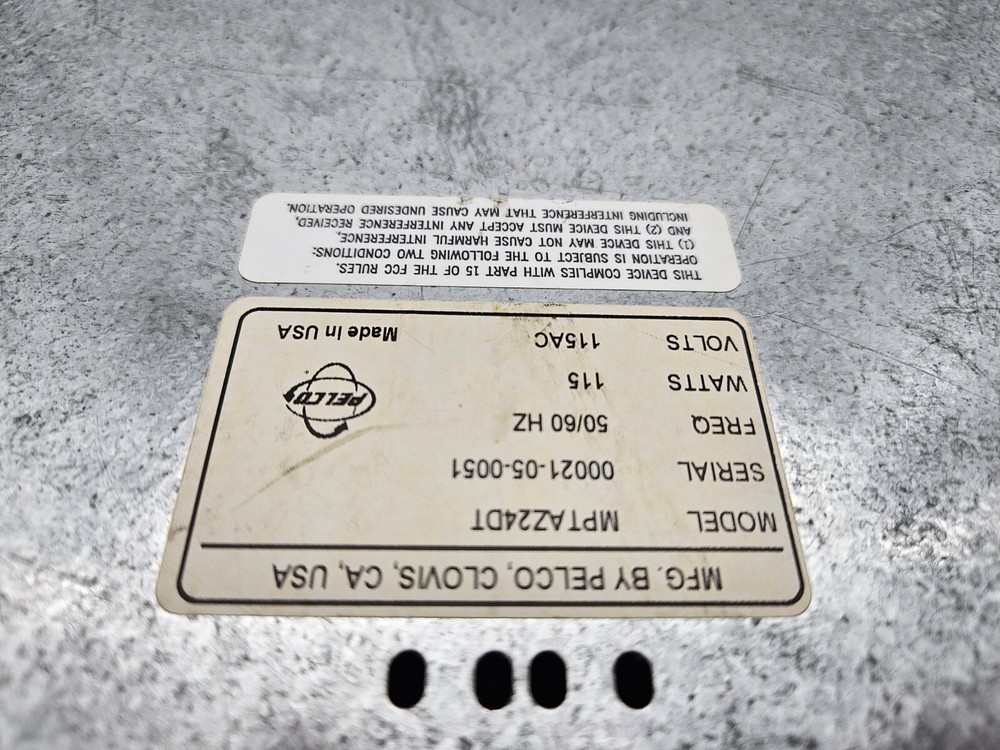 MFG. BY PELCO, CLOVIS, CA, USA
MODEL MPTAZ24DT
SERIAL 00021-05-0051
FREQ 50/60 HZ
WATTS 115
VOLTS 115AC
PELCO
Made in USA
THIS DEVICE COMPLIES WITH PART 15 OF THE FCC RULES.
OPERATION IS SUBJECT TO THE FOLLOWING TWO CONDITIONS:
(1) THIS DEVICE MAY NOT CAUSE HARMFUL INTERFERENCE,
AND (2) THIS DEVICE MUST ACCEPT ANY INTERFERENCE RECEIVED,
INCLUDING INTERFERENCE THAT MAY CAUSE UNDESIRED OPERATION.